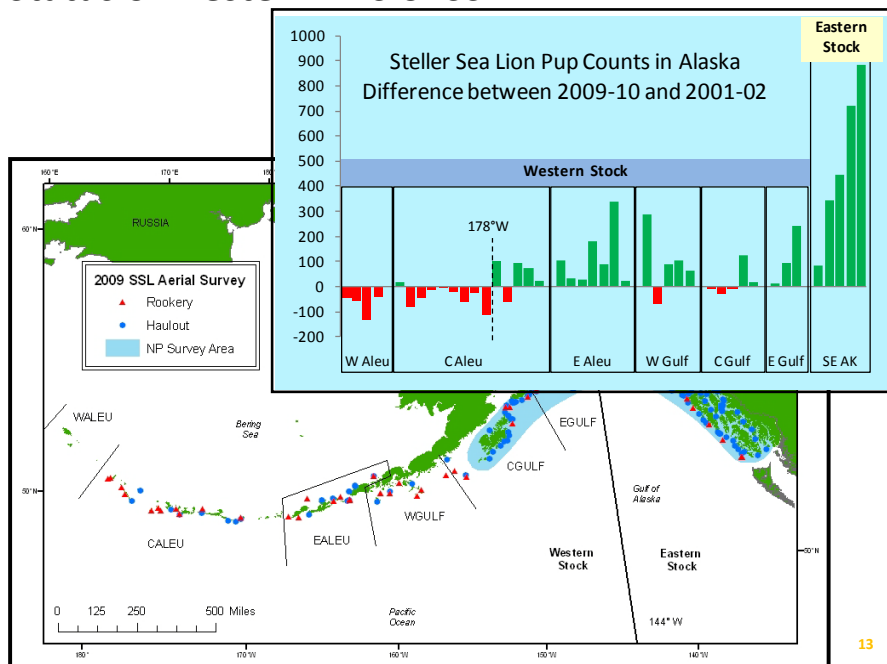 Eastern
Stock
Steller Sea Lion Pup Counts in Alaska
Difference between 2009-10 and 2001-02
1000
900
800
700
600
500
400
300
200
100
0
-100
-200
Western Stock
178°W
W Aleu
C Aleu
E Aleu
W Gulf
C Gulf
E Gulf
SE AK
160°E
170°E
60°N
RUSSIA
2009 SSL Aerial Survey
Rookery
Haulout
NP Survey Area
WALEU
Bering
Sea
EGULF
CGULF
50°N
Gulf of
Alaska
WGULF
EALEU
CALEU
Western
Stock
Eastern
Stock
50°N
0 125 250 500 Miles
Pacific
Ocean
144° W
180°
170°W
160°W
150°W
140°W
13